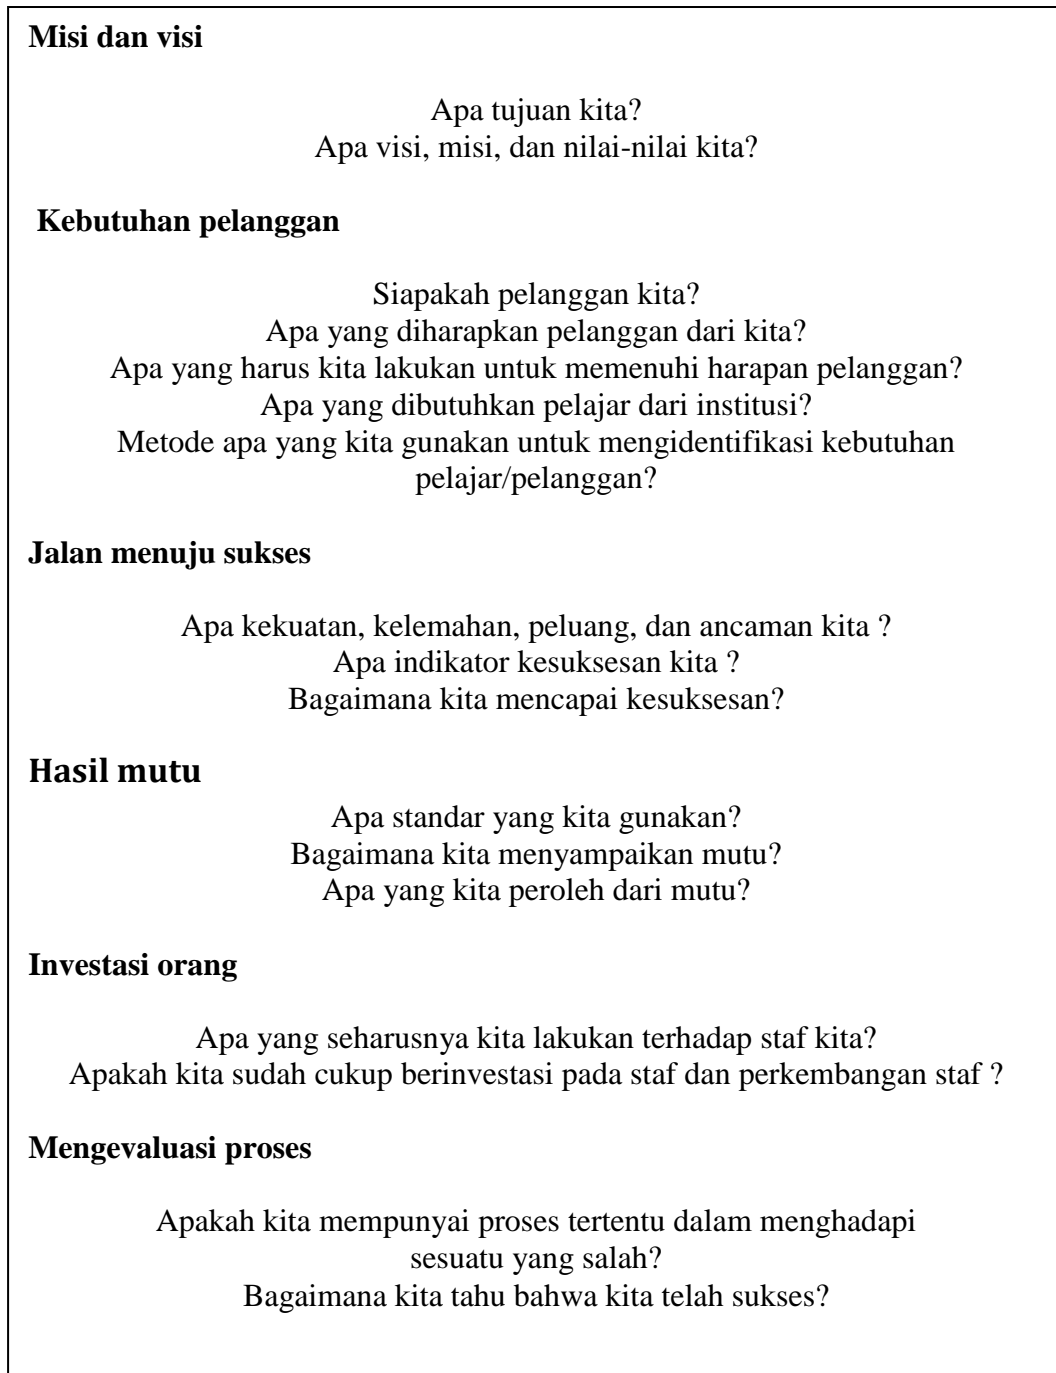 Misi dan visi
Apa tujuan kita?
Apa visi, misi, dan nilai-nilai kita?
Kebutuhan pelanggan
Siapakah pelanggan kita?
Apa yang diharapkan pelanggan dari kita?
Apa yang harus kita lakukan untuk memenuhi harapan pelanggan?
Apa yang dibutuhkan pelajar dari institusi?
Metode apa yang kita gunakan untuk mengidentifikasi kebutuhan
pelajar/pelanggan?
Jalan menuju sukses
Apa kekuatan, kelemahan, peluang, dan ancaman kita ?
Apa indikator kesuksesan kita ?
Bagaimana kita mencapai kesuksesan?
Hasil mutu
Apa standar yang kita gunakan?
Bagaimana kita menyampaikan mutu?
Apa yang kita peroleh dari mutu?
Investasi orang
Apa yang seharusnya kita lakukan terhadap staf kita?
Apakah kita sudah cukup berinvestasi pada staf dan perkembangan staf ?
Mengevaluasi proses
Apakah kita mempunyai proses tertentu dalam menghadapi
sesuatu yang salah?
Bagaimana kita tahu bahwa kita telah sukses?